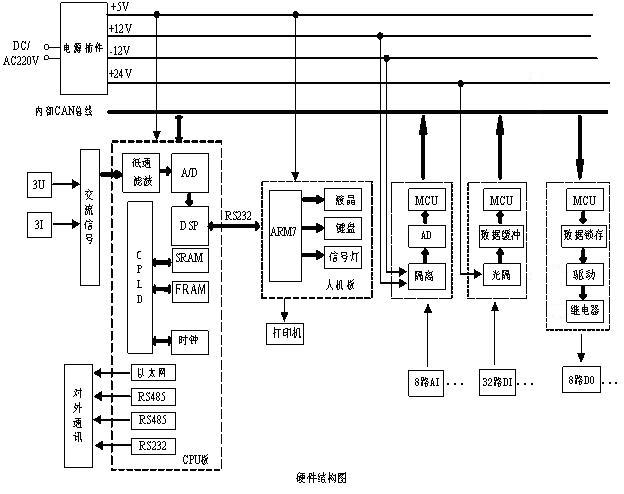 +5V
+12V
-12V
+24V
DC/
AC220V
电源插件
内部CAN总线
3U
3I
交流信号
低通
滤波
A/D
DSP
CPLD
SRAM
FRAM
时钟
以太网
RS485
RS485
RS232
CPU板
对外通讯
RS232
ARM7
液晶
键盘
信号灯
人机板
打印机
MCU
AD
隔离
8路AI ...
MCU
数据缓冲
光隔
32路DI ...
MCU
数据锁存
驱动
继电器
8路DO ...
硬件结构图